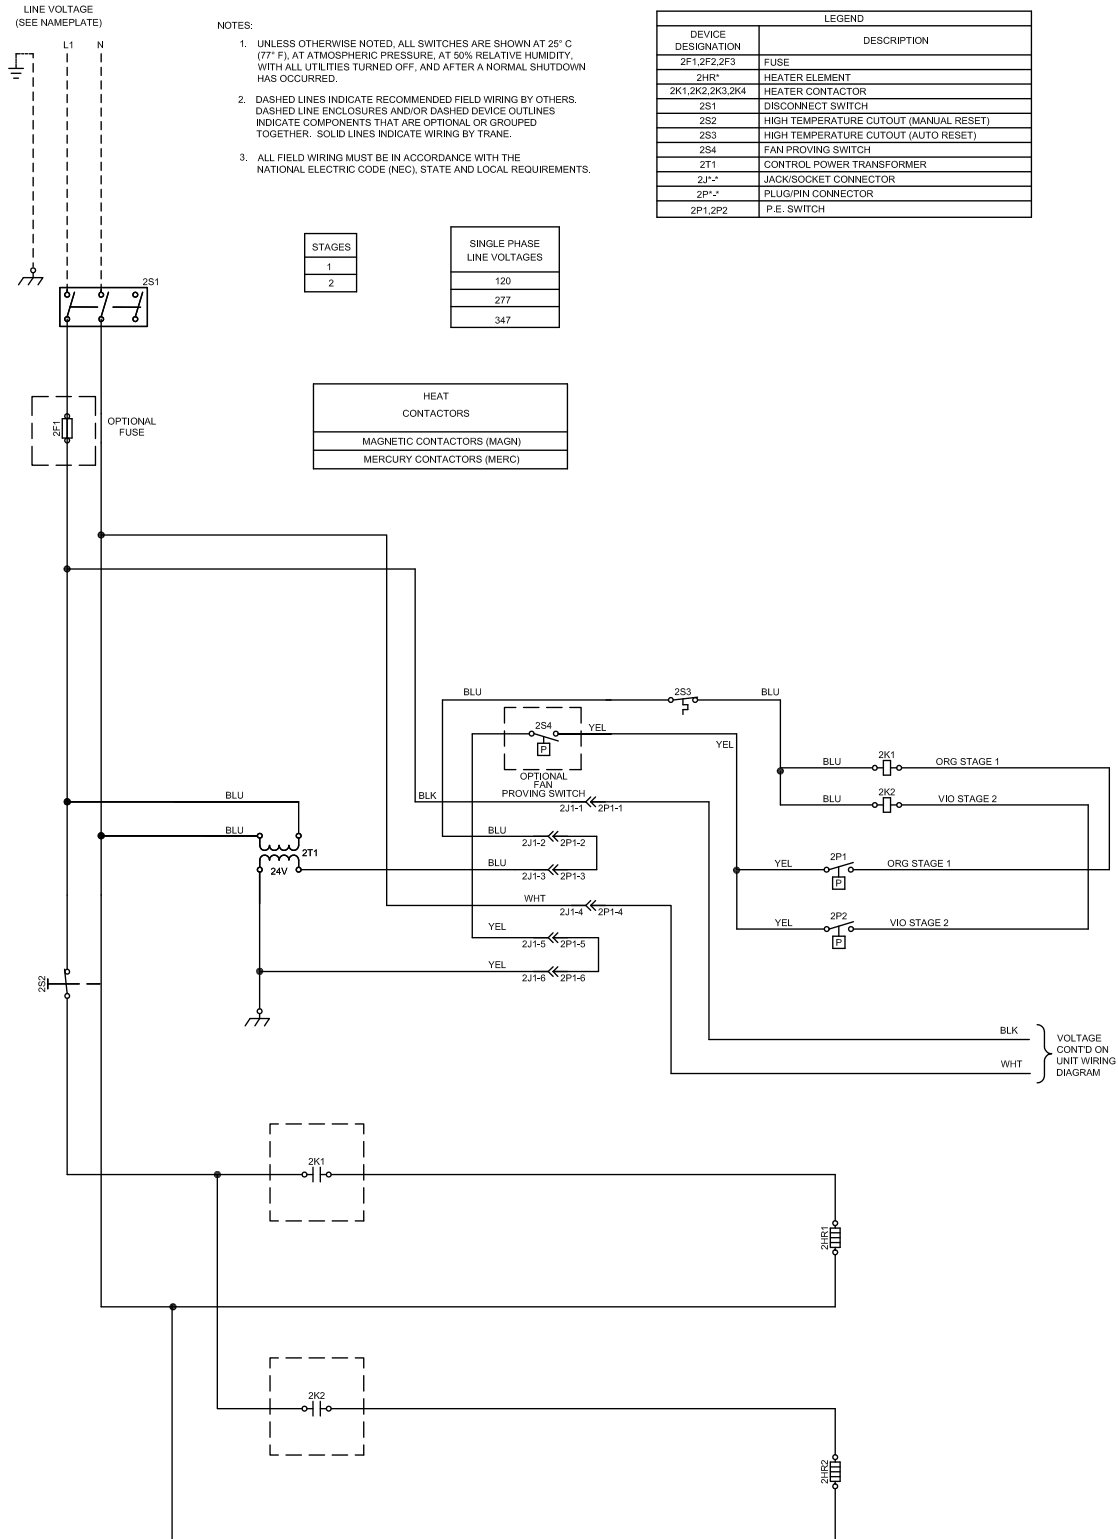 LINE VOLTAGE
(SEE NAMEPLATE)
L1 N
NOTES:
1. UNLESS OTHERWISE NOTED, ALL SWITCHES ARE SHOWN AT 25° C
(77° F), AT ATMOSPHERIC PRESSURE, AT 50% RELATIVE HUMIDITY,
WITH ALL UTILITIES TURNED OFF, AND AFTER A NORMAL SHUTDOWN
HAS OCCURRED.
2. DASHED LINES INDICATE RECOMMENDED FIELD WIRING BY OTHERS.
DASHED LINE ENCLOSURES AND/OR DASHED DEVICE OUTLINES
INDICATE COMPONENTS THAT ARE OPTIONAL OR GROUPED
TOGETHER. SOLID LINES INDICATE WIRING BY TRANE.
3. ALL FIELD WIRING MUST BE IN ACCORDANCE WITH THE
NATIONAL ELECTRIC CODE (NEC), STATE AND LOCAL REQUIREMENTS.
LEGEND
DEVICE
DESIGNATION
DESCRIPTION
2F1,2F2,2F3 FUSE
2HR* HEATER ELEMENT
2K1,2K2,2K3,2K4 HEATER CONTACTOR
2S1 DISCONNECT SWITCH
2S2 HIGH TEMPERATURE CUTOUT (MANUAL RESET)
2S3 HIGH TEMPERATURE CUTOUT (AUTO RESET)
2S4 FAN PROVING SWITCH
2T1 CONTROL POWER TRANSFORMER
2J*-* JACK/SOCKET CONNECTOR
2P*-* PLUG/PIN CONNECTOR
2P1,2P2 P.E. SWITCH
STAGES
1
2
SINGLE PHASE
LINE VOLTAGES
120
277
347
2S1
HEAT
CONTACTORS
MAGNETIC CONTACTORS (MAGN)
MERCURY CONTACTORS (MERC)
2F1
OPTIONAL
FUSE
BLU 2S3 BLU
2S4 YEL
P
YEL
OPTIONAL
FAN
PROVING SWITCH
BLU 2K1 ORG STAGE 1
BLU 2K2 VIO STAGE 2
BLU
BLK 2J1-1 2P1-1
BLU
BLU 2J1-2 2P1-2
2T1
24V
BLU 2J1-3 2P1-3
YEL 2P1 ORG STAGE 1
P
WHT 2J1-4 2P1-4
YEL 2P2 VIO STAGE 2
P
YEL 2J1-5 2P1-5
YEL 2J1-6 2P1-6
2S2
BLK
WHT
VOLTAGE
CONT'D ON
UNIT WIRING
DIAGRAM
2K1
2HR1
2K2
2HR2